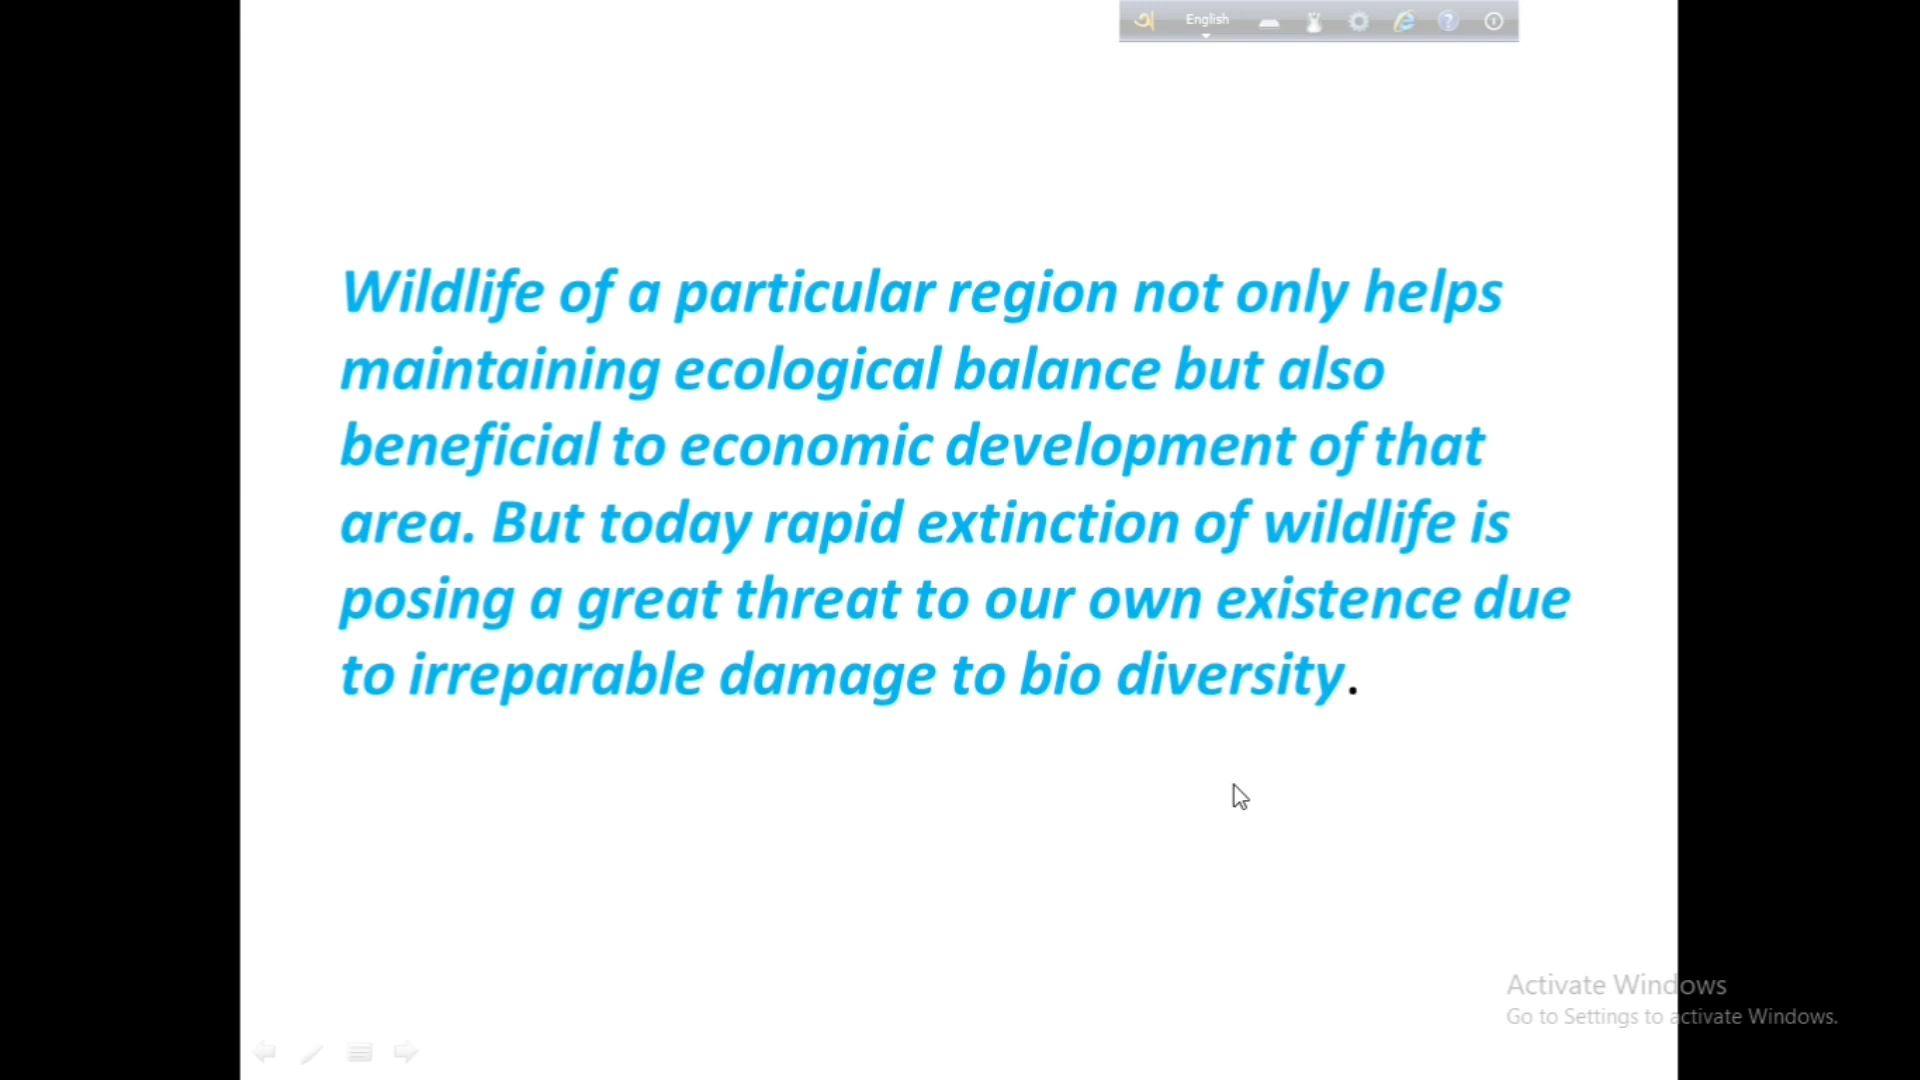 English
Wildlife of a particular region not only helps
maintaining ecological balance but also
beneficial to economic development of that
area. But today rapid extinction of wildlife is
posing a great threat to our own existence due
to irreparable damage to bio diversity.
Activate Windows
Go to Settings to activate Windows.